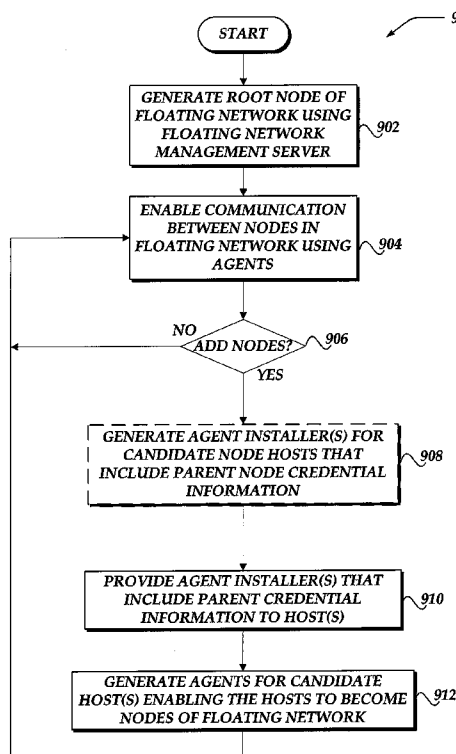 START
9
GENERATE ROOT NODE OF
FLOATING NETWORK USING
FLOATING NETWORK
MANAGEMENT SERVER
902
ENABLE COMMUNICATION
BETWEEN NODES IN
FLOATING NETWORK USING
AGENTS
904
NO
ADD NODES?
906
YES
GENERATE AGENT INSTALLER(S) FOR
CANDIDATE NODE HOSTS THAT
INCLUDE PARENT NODE CREDENTIAL
INFORMATION
908
PROVIDE AGENT INSTALLER(S) THAT
INCLUDE PARENT CREDENTIAL
INFORMATION TO HOST(S)
910
GENERATE AGENTS FOR CANDIDATE
HOST(S) ENABLING THE HOSTS TO BECOME
NODES OF FLOATING NETWORK
912